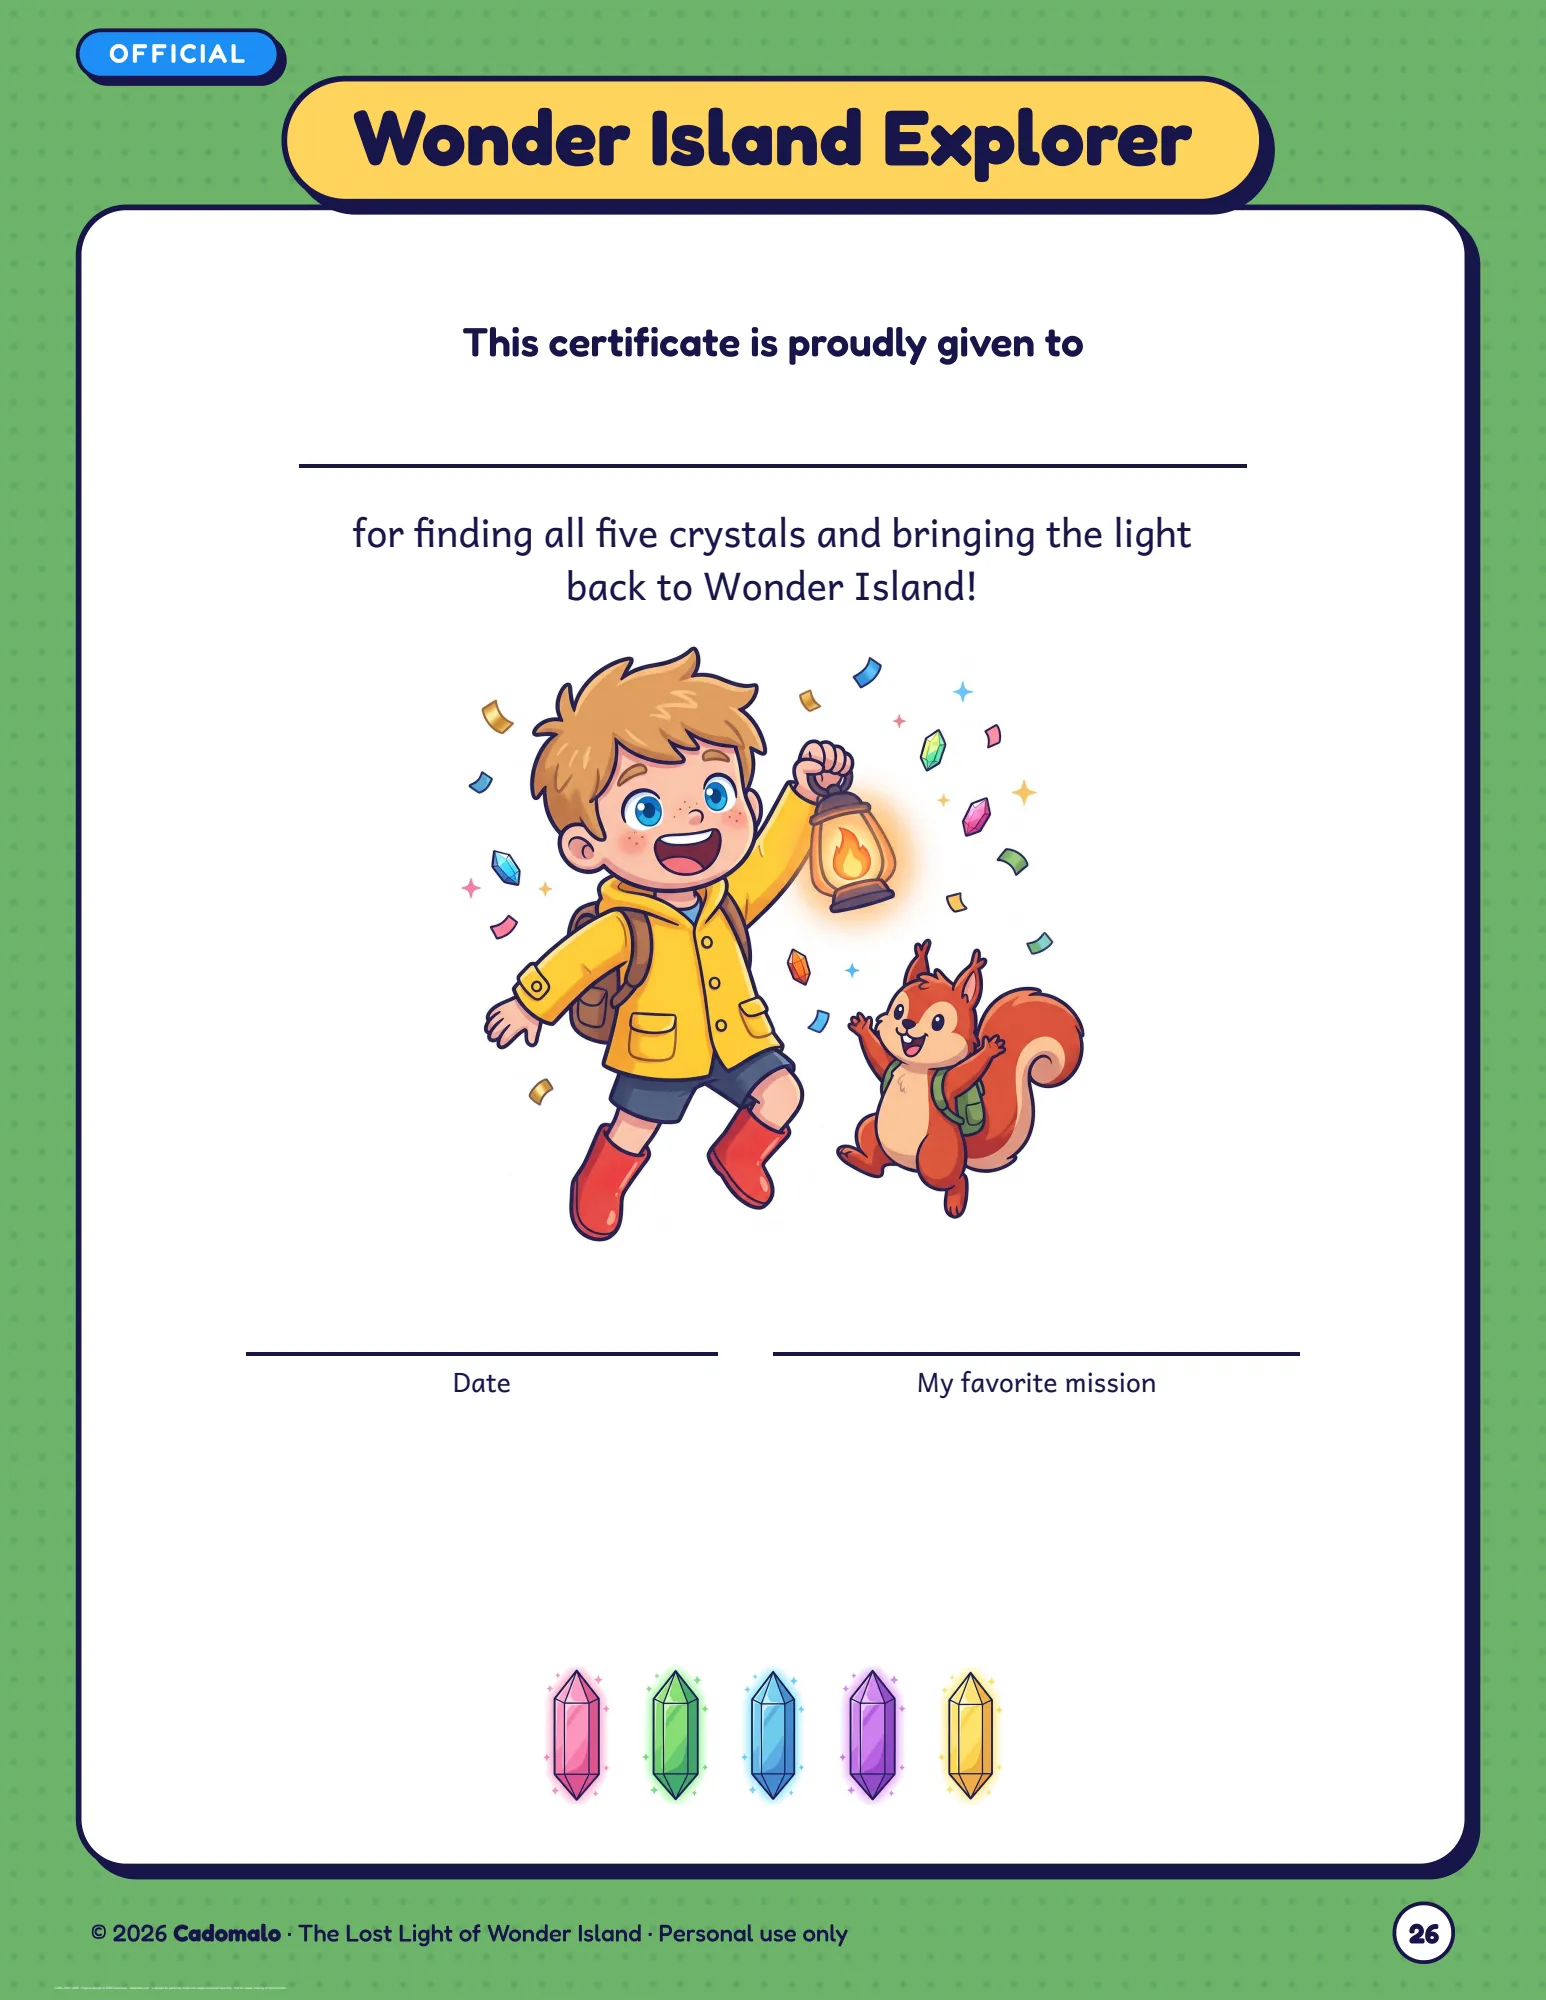 OFFICIAL
Wonder Island Explorer
This certificate is proudly given to
for finding all five crystals and bringing the light
back to Wonder Island!
Date
My favorite mission
© 2026 Cadomalo · The Lost Light of Wonder Island · Personal use only
26